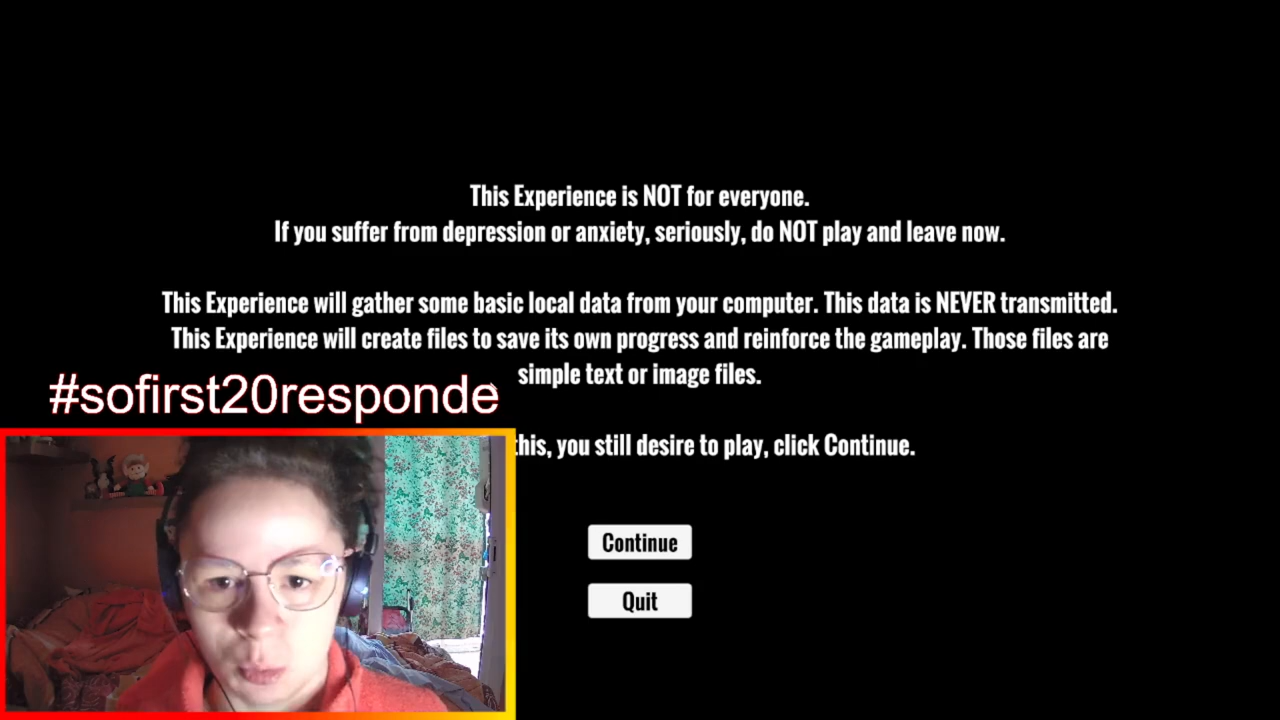 This Experience is NOT for everyone.
If you suffer from depression or anxiety, seriously, do NOT play and leave now.
This Experience will gather some basic local data from your computer. This data is NEVER transmitted.
This Experience will create files to save its own progress and reinforce the gameplay. Those files are
simple text or image files.
#sofirst20responde
this, you still desire to play, click Continue.
Continue
Quit